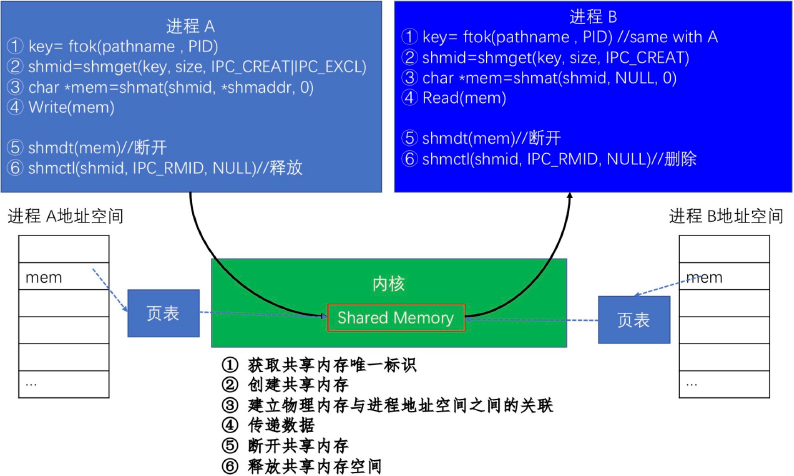 进程 A
① key= ftok(pathname , PID)
② shmid=shmget(key, size, IPC_CREAT|IPC_EXCL)
③ char *mem=shmat(shmid, *shmaddr, 0)
④ Write(mem)
⑤ shmdt(mem)//断开
⑥ shmctl(shmid, IPC_RMID, NULL)//释放
进程 B
① key= ftok(pathname , PID) //same with A
② shmid=shmget(key, size, IPC_CREAT)
③ char *mem=shmat(shmid, NULL, 0)
④ Read(mem)
⑤ shmdt(mem)//断开
⑥ shmctl(shmid, IPC_RMID, NULL)//删除
进程 A地址空间
mem
...
页表
内核
Shared Memory
进程 B地址空间
mem
...
页表
① 获取共享内存唯一标识
② 创建共享内存
③ 建立物理内存与进程地址空间之间的关联
④ 传递数据
⑤ 断开共享内存
⑥ 释放共享内存空间